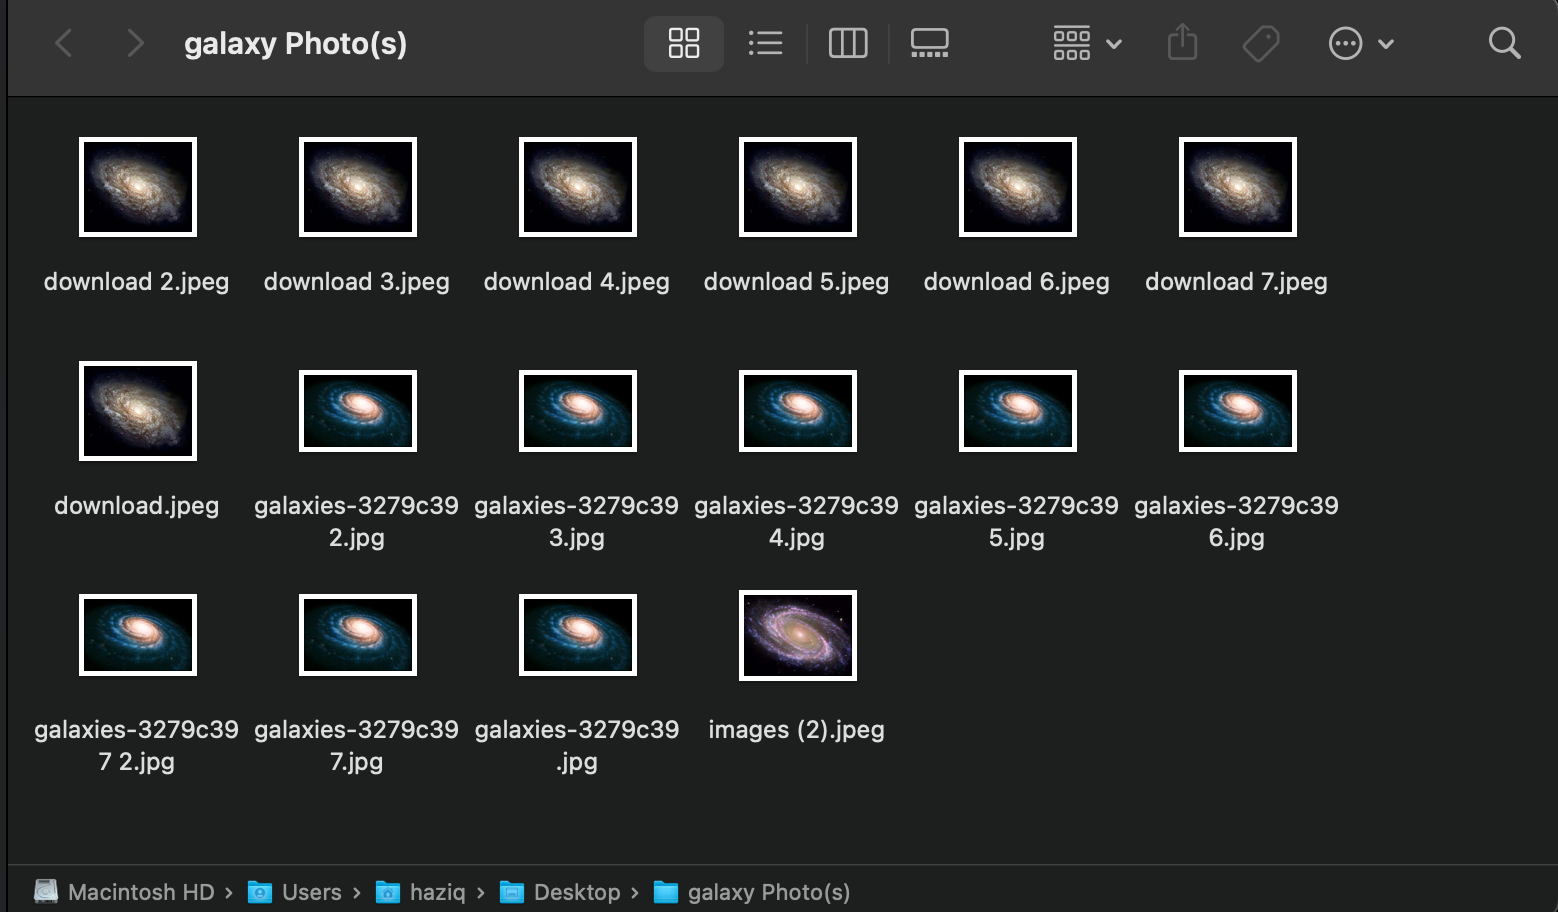 galaxy Photo(s)
download 2.jpeg
download 3.jpeg
download 4.jpeg
download 5.jpeg
download 6.jpeg
download 7.jpeg
download.jpeg
galaxies-3279c39
2.jpg
galaxies-3279c39
3.jpg
galaxies-3279c39
4.jpg
galaxies-3279c39
5.jpg
galaxies-3279c39
6.jpg
galaxies-3279c39
7 2.jpg
galaxies-3279c39
7.jpg
galaxies-3279c39
.jpg
images (2).jpeg
Macintosh HD › Users › haziq › Desktop › galaxy Photo(s)